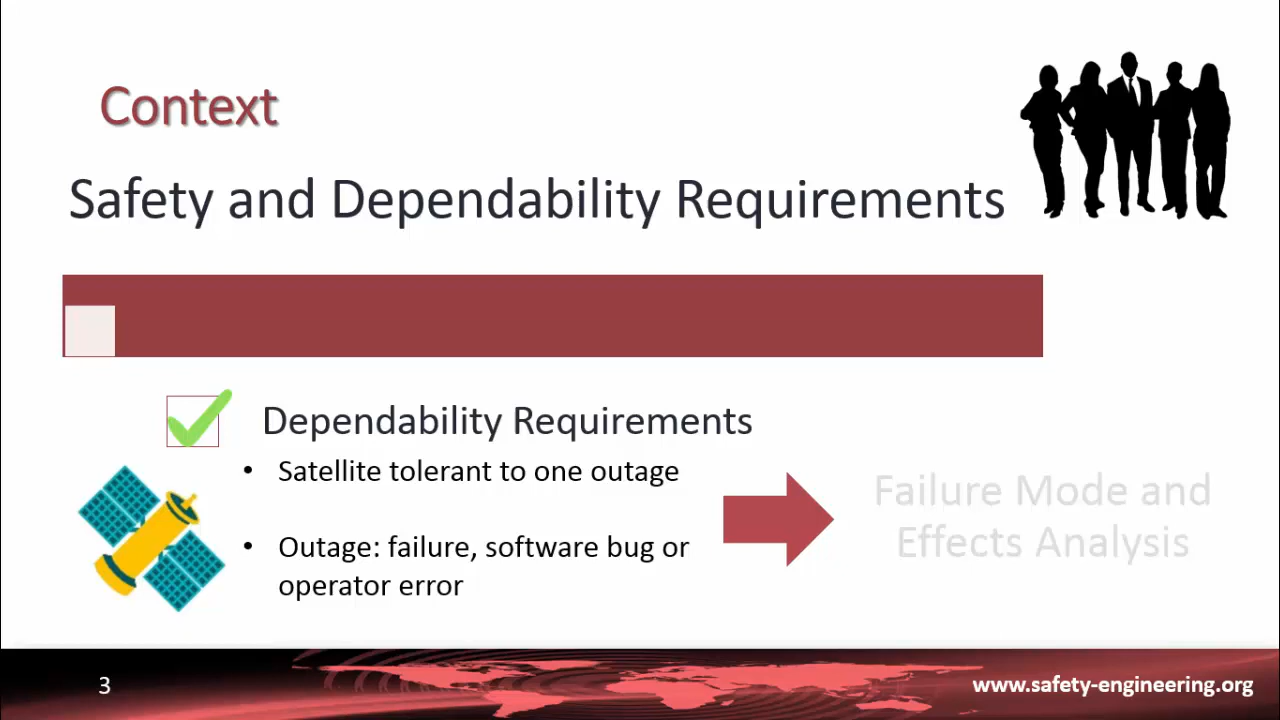 Context
Safety and Dependability Requirements
Dependability Requirements
• Satellite tolerant to one outage
• Outage: failure, software bug or
operator error
Failure Mode and
Effects Analysis
3
www.safety-engineering.org